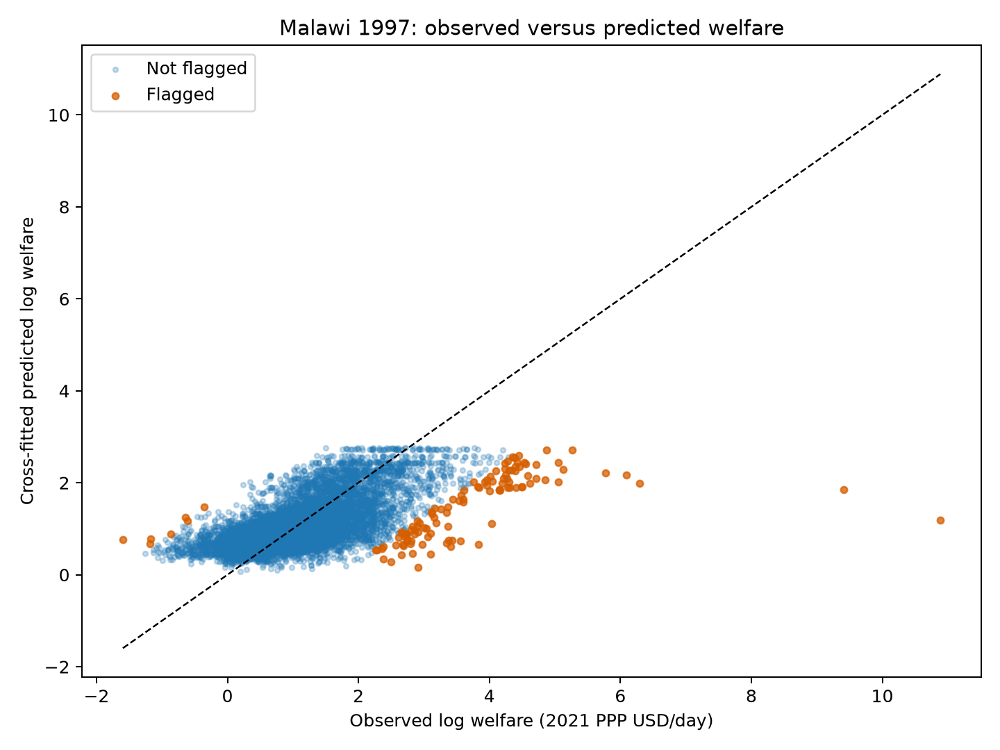 Malawi 1997: observed versus predicted welfare
Not flagged
Flagged
Cross-fitted predicted log welfare
10
8
6
4
2
0
−2
−2 0 2 4 6 8 10
Observed log welfare (2021 PPP USD/day)